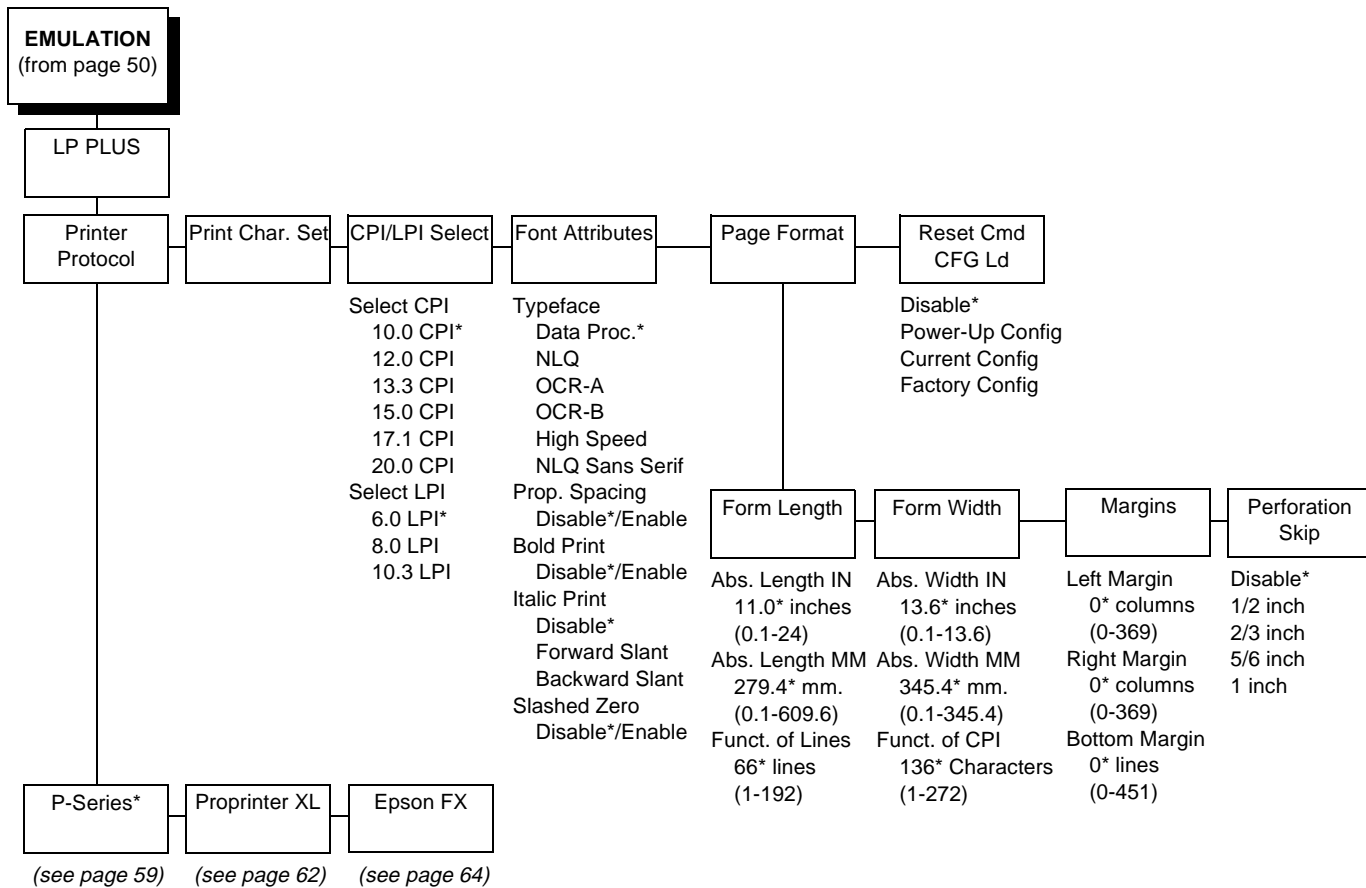 EMULATION
(from page 50)
LP PLUS
Printer
Protocol
Print Char. Set
CPI/LPI Select
Font Attributes
Page Format
Reset Cmd
CFG Ld
Select CPI
10.0 CPI*
12.0 CPI
13.3 CPI
15.0 CPI
17.1 CPI
20.0 CPI
Select LPI
6.0 LPI*
8.0 LPI
10.3 LPI
Typeface
Data Proc.*
NLQ
OCR-A
OCR-B
High Speed
NLQ Sans Serif
Prop. Spacing
Disable*/Enable
Bold Print
Disable*/Enable
Italic Print
Disable*
Forward Slant
Backward Slant
Slashed Zero
Disable*/Enable
Disable*
Power-Up Config
Current Config
Factory Config
Form Length
Form Width
Margins
Perforation
Skip
Abs. Length IN
11.0* inches
(0.1-24)
Abs. Length MM
279.4* mm.
(0.1-609.6)
Funct. of Lines
66* lines
(1-192)
Abs. Width IN
13.6* inches
(0.1-13.6)
Abs. Width MM
345.4* mm.
(0.1-345.4)
Funct. of CPI
136* Characters
(1-272)
Left Margin
0* columns
(0-369)
Right Margin
0* columns
(0-369)
Bottom Margin
0* lines
(0-451)
Disable*
1/2 inch
2/3 inch
5/6 inch
1 inch
P-Series*
Proprinter XL
Epson FX
(see page 59)
(see page 62)
(see page 64)